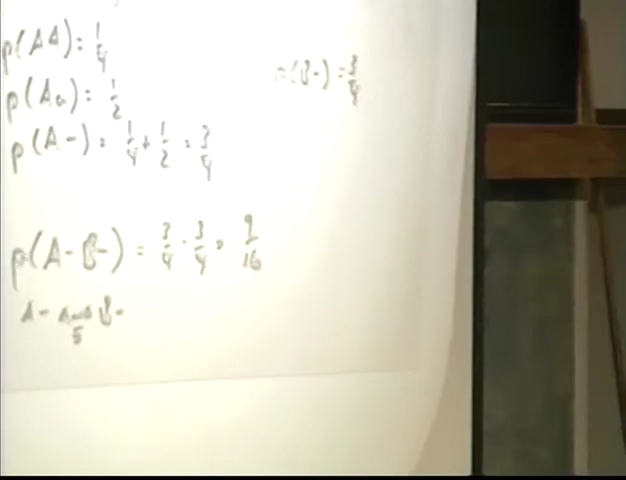 p(AA) = 1/4
p(B-) = 3/4
p(Aa) = 1/2
p(A-) = 1/4 + 1/2 = 3/4
p(A- B-) = 3/4 · 3/4 = 9/16
A- B-